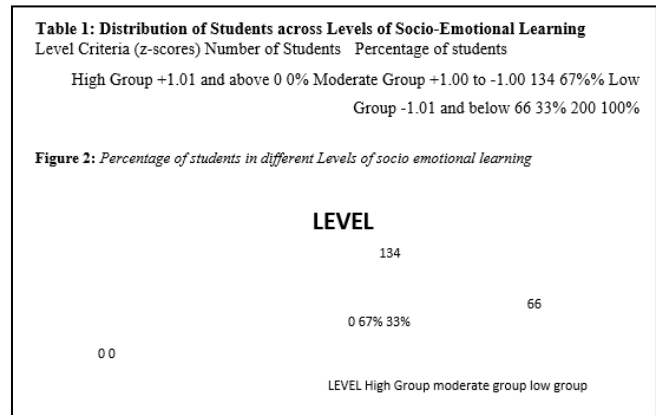 Table 1: Distribution of Students across Levels of Socio-Emotional Learning
Level Criteria (z-scores) Number of Students Percentage of students
High Group +1.01 and above 0 0% Moderate Group +1.00 to -1.00 134 67%% Low
Group -1.01 and below 66 33% 200 100%
Figure 2: Percentage of students in different Levels of socio emotional learning
LEVEL
134
66
0 67% 33%
0 0
LEVEL High Group moderate group low group